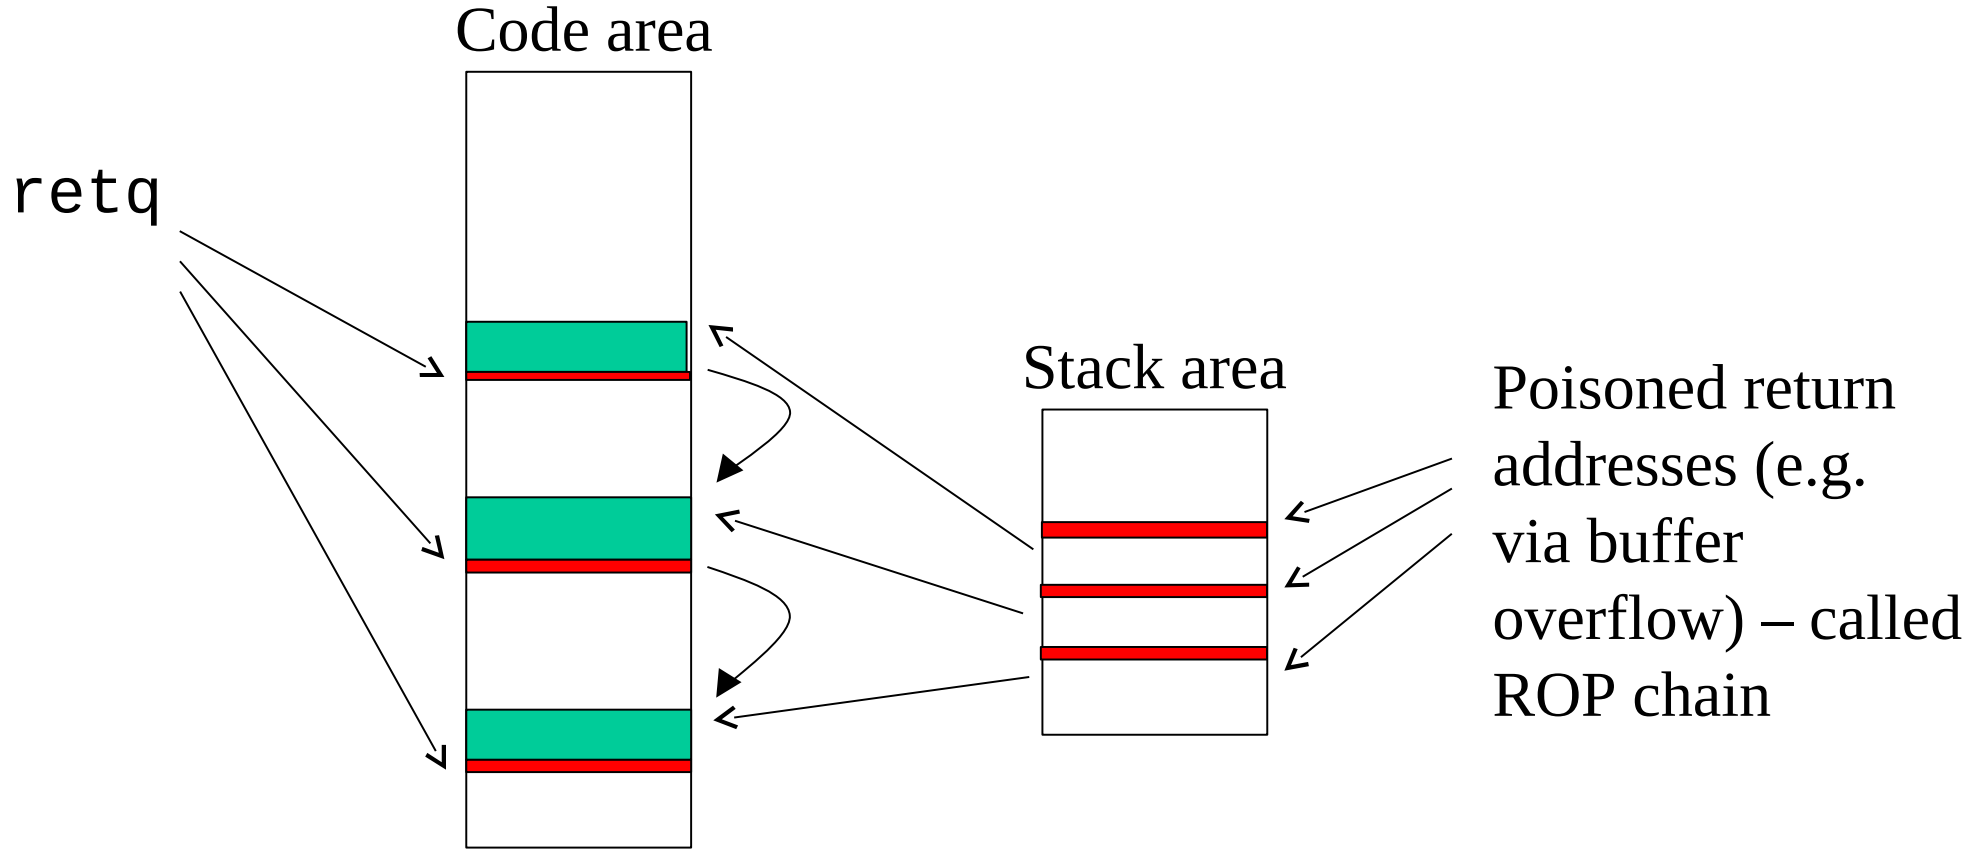 Code area
retq
Stack area
Poisoned return
addresses (e.g.
via buffer
overflow) – called
ROP chain